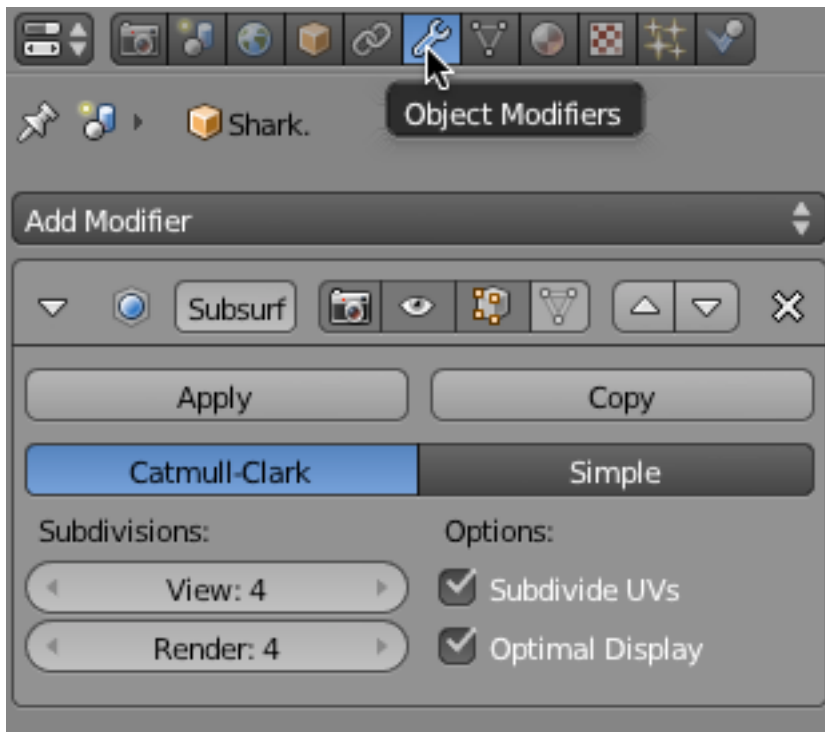 Object Modifiers
Shark.
Add Modifier
Subsurf
Apply Copy
Catmull-Clark Simple
Subdivisions: Options:
View: 4 Subdivide UVs
Render: 4 Optimal Display